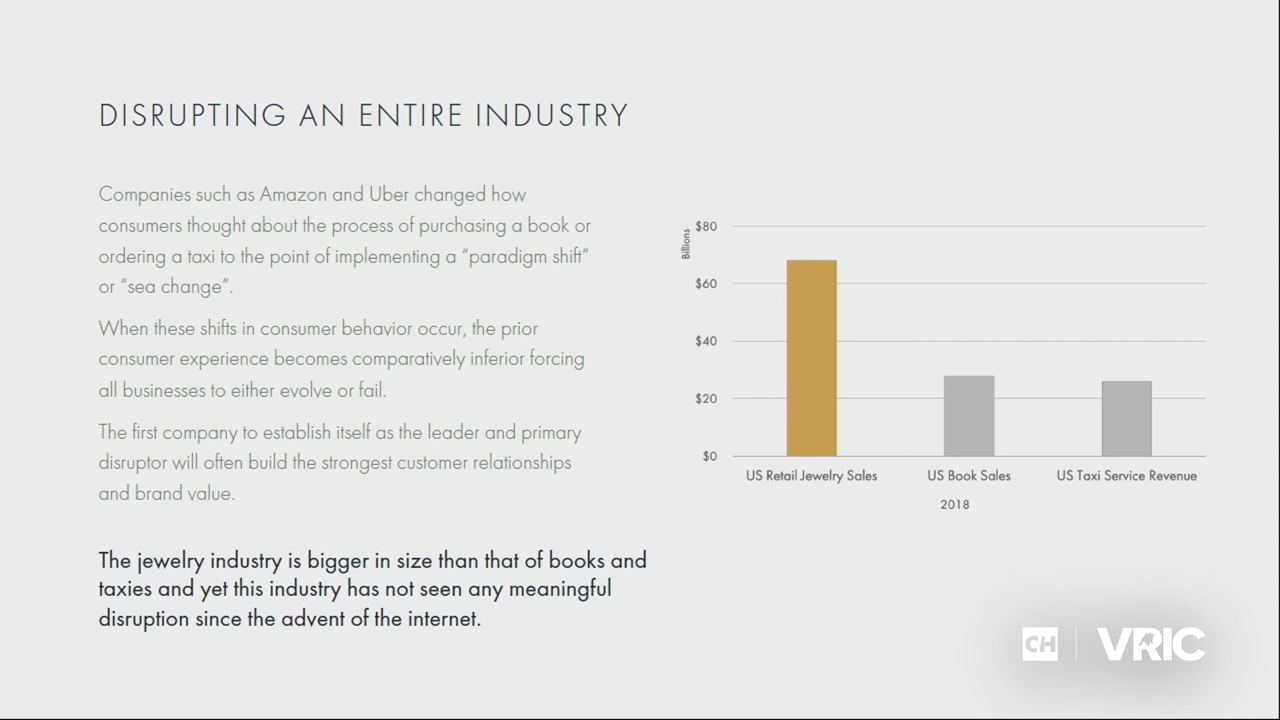 DISRUPTING AN ENTIRE INDUSTRY
Companies such as Amazon and Uber changed how
consumers thought about the process of purchasing a book or
ordering a taxi to the point of implementing a “paradigm shift”
or “sea change”.
When these shifts in consumer behavior occur, the prior
consumer experience becomes comparatively inferior forcing
all businesses to either evolve or fail.
The first company to establish itself as the leader and primary
disruptor will often build the strongest customer relationships
and brand value.
The jewelry industry is bigger in size than that of books and
taxies and yet this industry has not seen any meaningful
disruption since the advent of the internet.
Billions
$80
$60
$40
$20
$0
US Retail Jewelry Sales
US Book Sales
US Taxi Service Revenue
2018
CH
VRIC